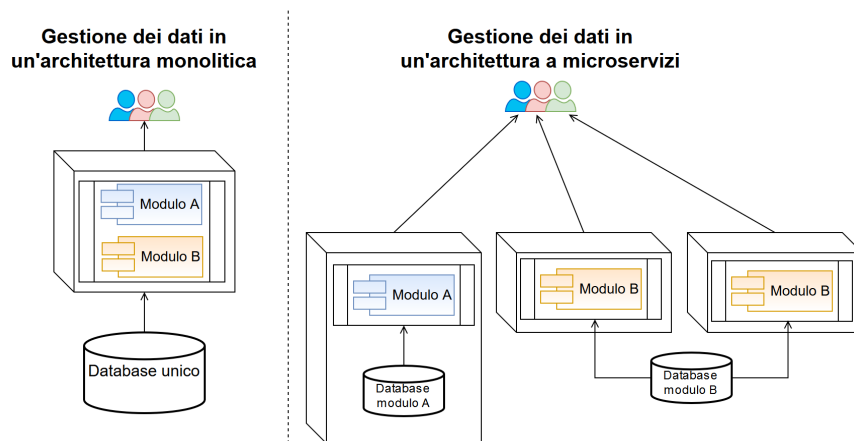 Gestione dei dati in
un'architettura monolitica
Modulo A
Modulo B
Database unico
Gestione dei dati in
un'architettura a microservizi
Modulo A
Modulo B
Modulo B
Database
modulo A
Database
modulo B